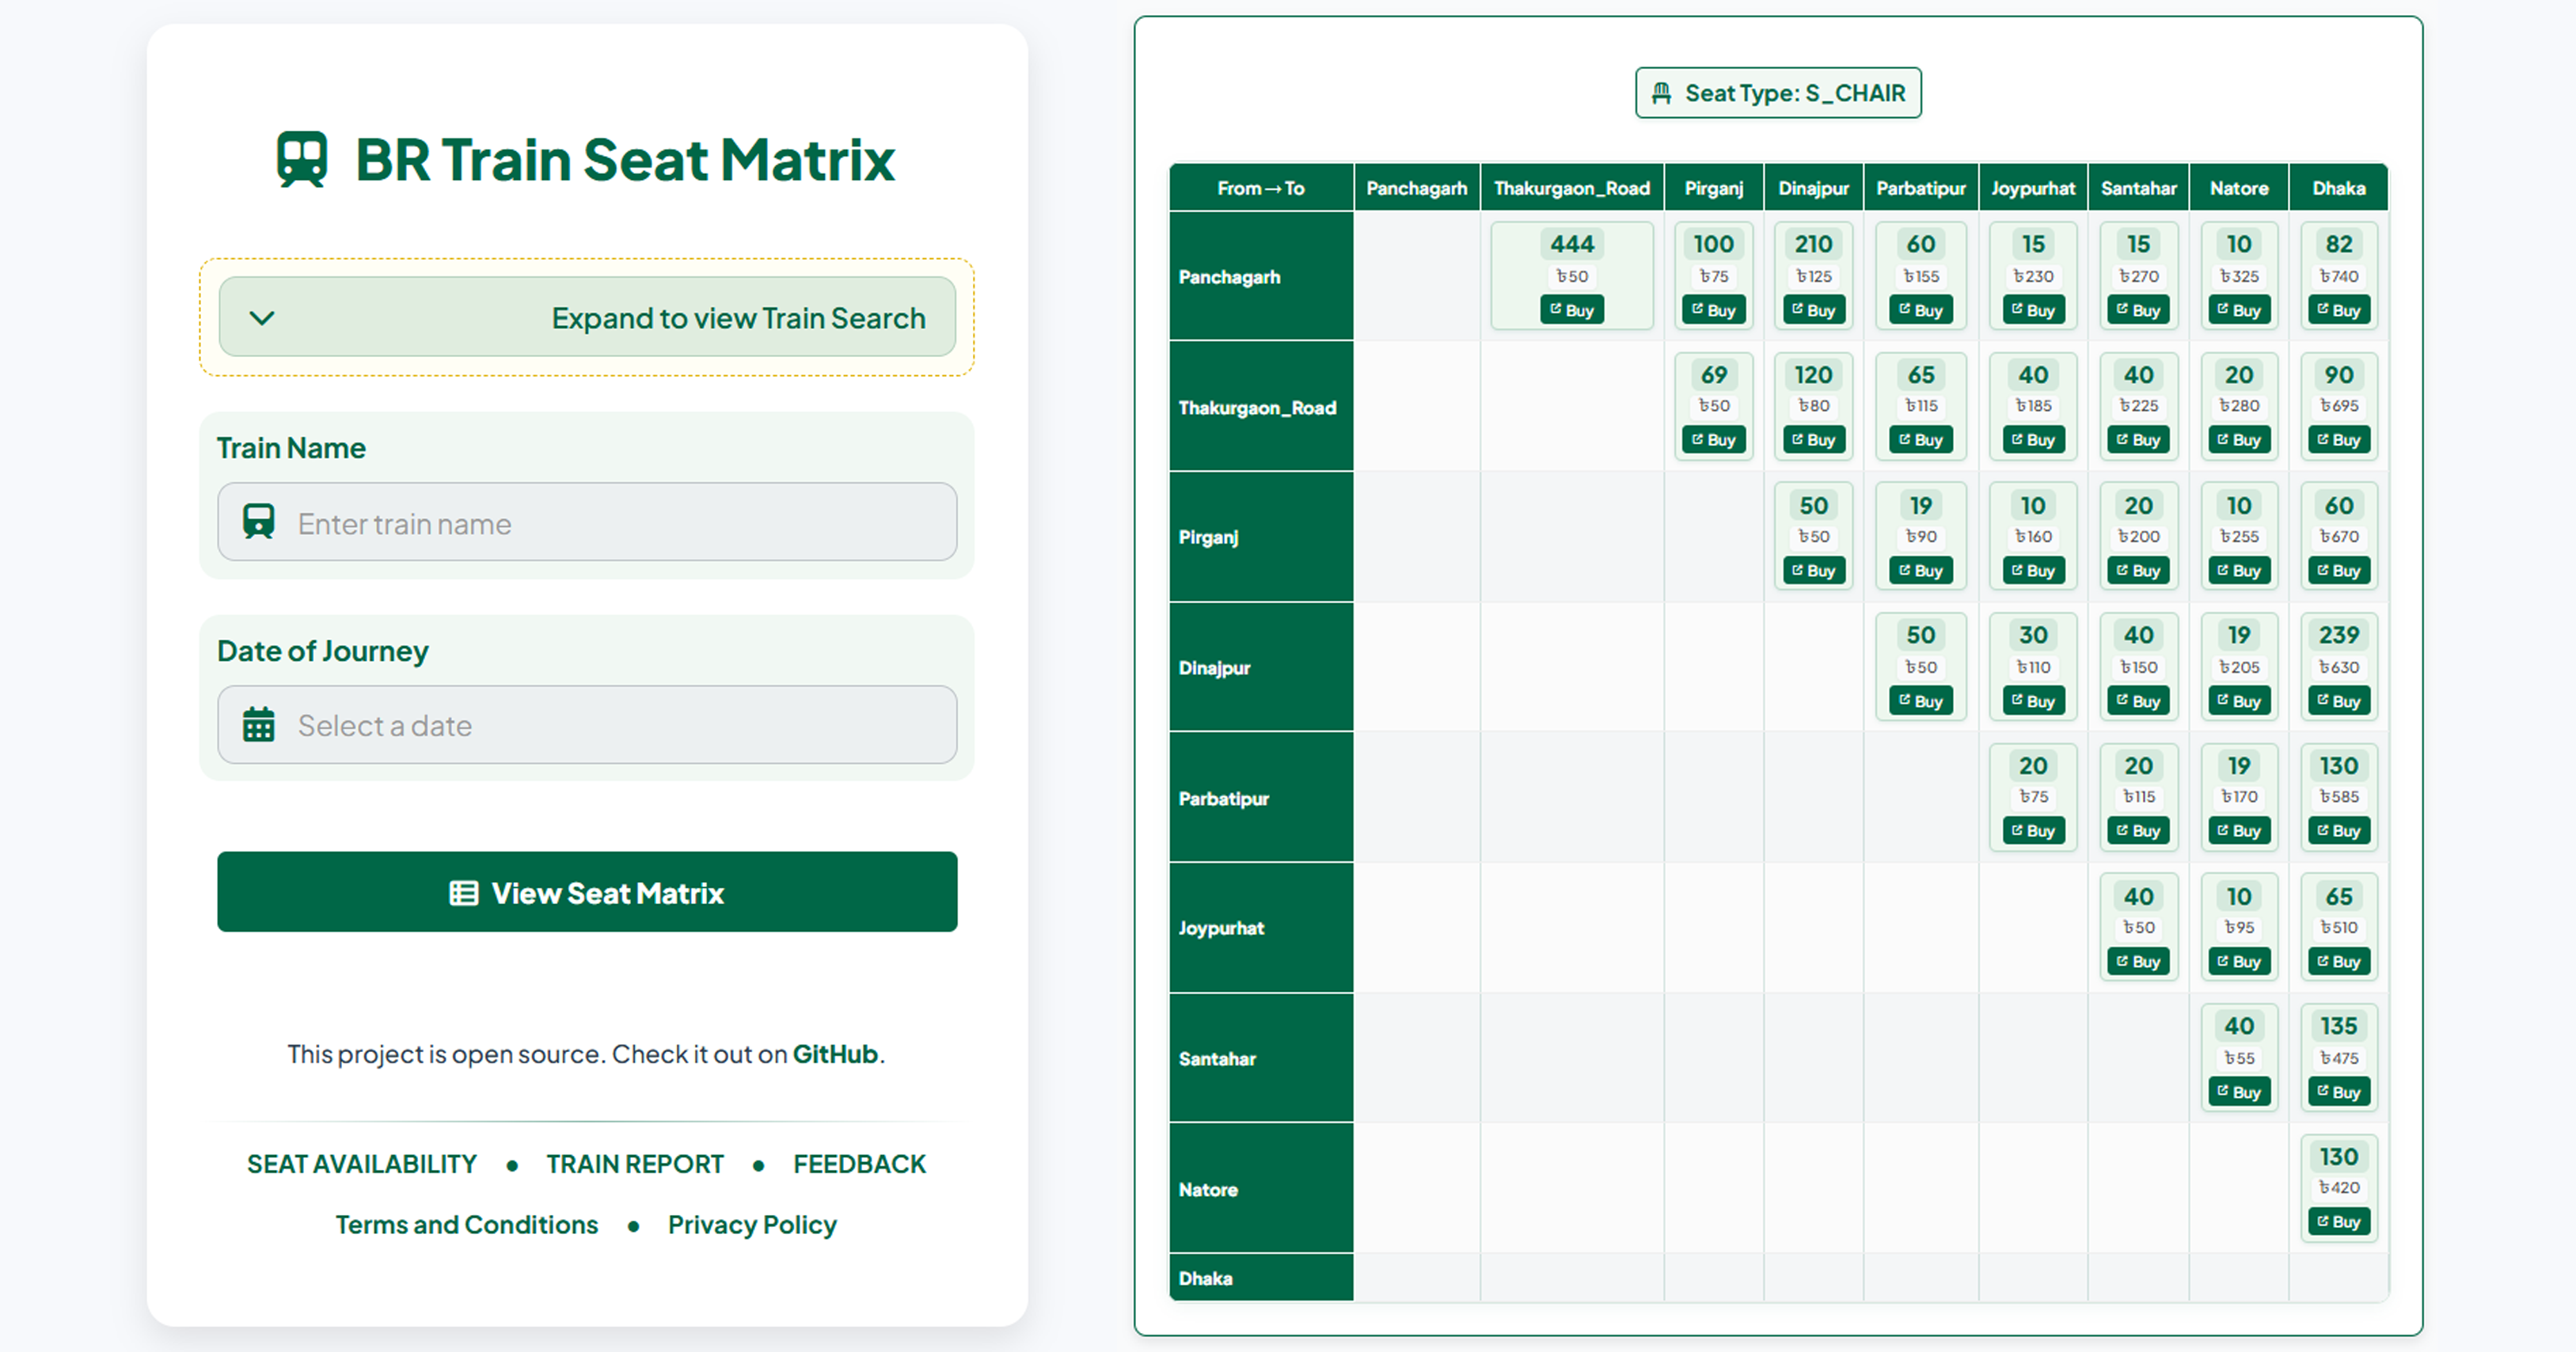 BR Train Seat Matrix
Expand to view Train Search
Train Name
Enter train name
Date of Journey
Select a date
View Seat Matrix
This project is open source. Check it out on GitHub.
SEAT AVAILABILITY • TRAIN REPORT • FEEDBACK
Terms and Conditions • Privacy Policy
Seat Type: S_CHAIR
From→To Panchagarh Thakurgaon_Road Pirganj Dinajpur Parbatipur Joypurhat Santahar Natore Dhaka
444 100 210 60 15 15 10 82
Panchagarh ৳50 ৳75 ৳125 ৳155 ৳230 ৳270 ৳325 ৳740
Buy Buy Buy Buy Buy Buy Buy Buy
69 120 65 40 40 20 90
Thakurgaon_Road ৳50 ৳80 ৳115 ৳185 ৳225 ৳280 ৳695
Buy Buy Buy Buy Buy Buy Buy
50 19 10 20 10 60
Pirganj ৳50 ৳90 ৳160 ৳200 ৳255 ৳670
Buy Buy Buy Buy Buy Buy
50 30 40 19 239
Dinajpur ৳50 ৳110 ৳150 ৳205 ৳630
Buy Buy Buy Buy Buy
20 20 19 130
Parbatipur ৳75 ৳115 ৳170 ৳585
Buy Buy Buy Buy
40 10 65
Joypurhat ৳50 ৳95 ৳510
Buy Buy Buy
40 135
Santahar ৳55 ৳475
Buy Buy
130
Natore ৳420
Buy
Dhaka